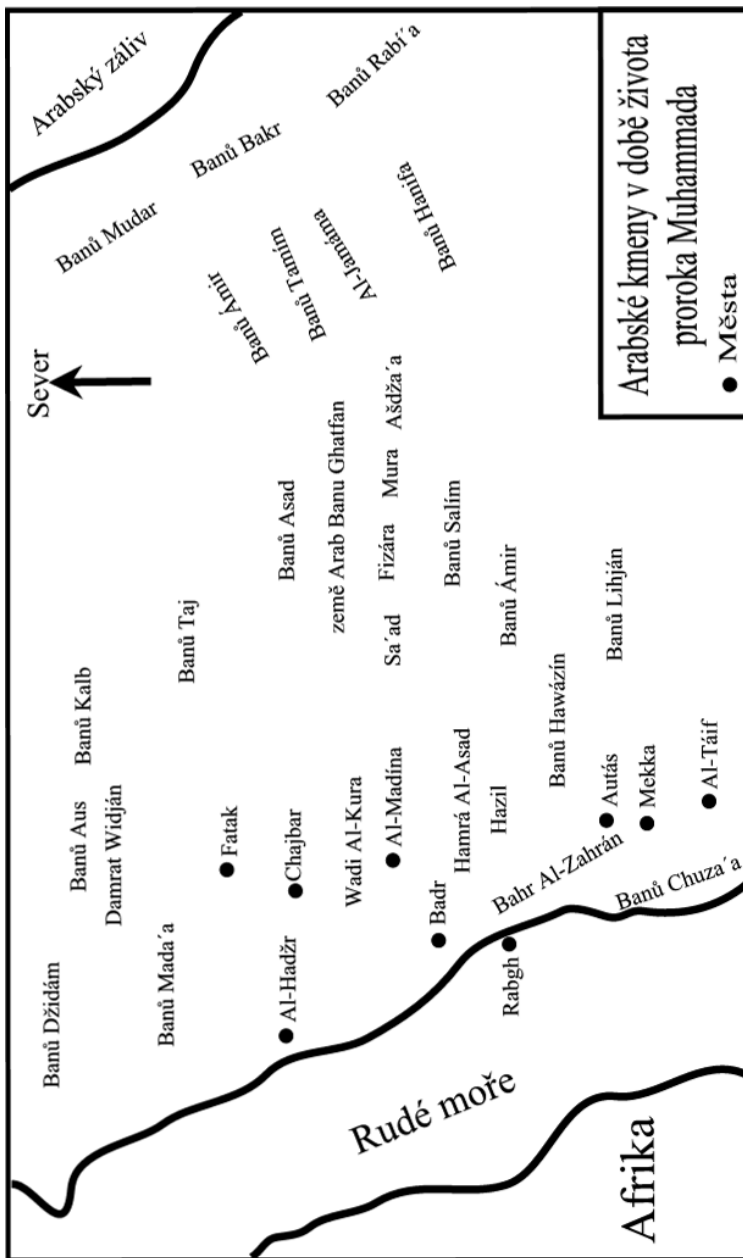 Sever
Arabský záliv
Banů Džidám
Banů Aus
Banů Kalb
Banů Mudar
Damrat Widján
Banů Mada´a
Banů Taj
Banů Bakr
Fatak
Banů Ámir
Al-Hadžr
Chajbar
Banů Asad
Banů Tamím
Wadi Al-Kura
země Arab Banu Ghatfan
Al-Jamáma
Banů Rabí´a
Al-Madína
Sa´ad
Fizára
Mura
Ašdža´a
Badr
Hamrá Al-Asad
Banů Salím
Banů Hanifa
Rabgh
Hazil
Banů Ámir
Bahr Al-Zahrán
Banů Hawázín
Autás
Banů Lihján
Mekka
Banů Chuza´a
Al-Táif
Rudé moře
Afrika
Arabské kmeny v době života
proroka Muhammada
Města